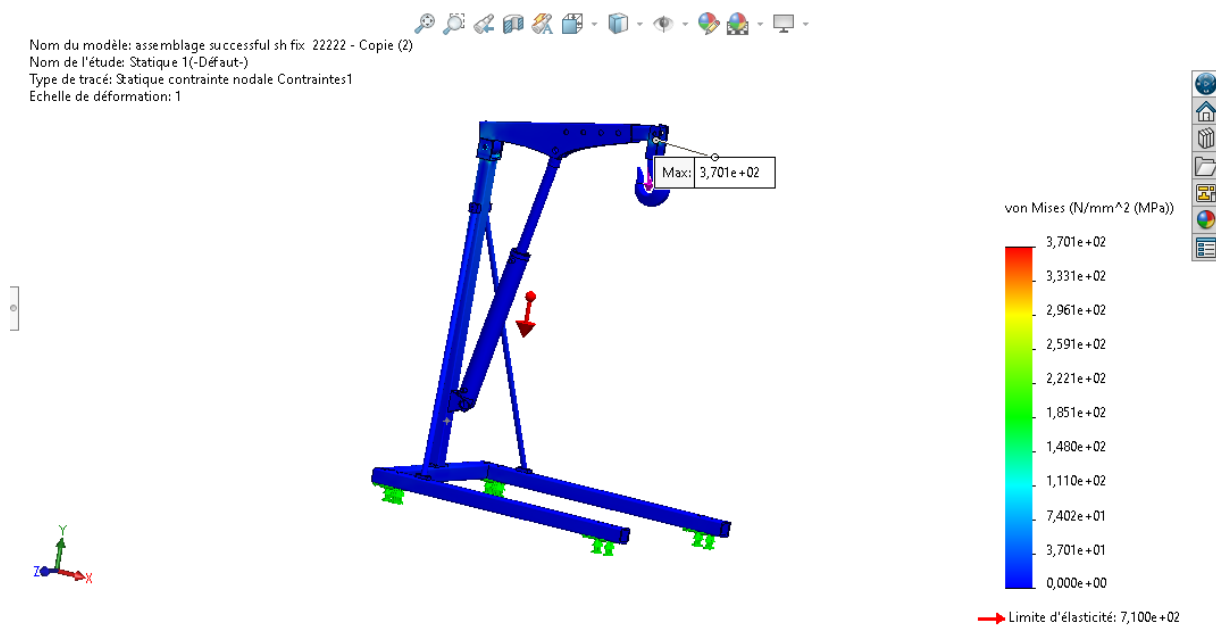 Nom du modèle: assemblage successful sh fix 22222 - Copie (2)
Nom de l'étude: Statique 1(-Défaut-)
Type de tracé: Statique contrainte nodale Contraintes1
Echelle de déformation: 1
Max: 3,701e+02
von Mises (N/mm^2 (MPa))
3,701e+02
3,331e+02
2,961e+02
2,591e+02
2,221e+02
1,851e+02
1,480e+02
1,110e+02
7,402e+01
3,701e+01
0,000e+00
Limite d'élasticité: 7,100e+02
Y
Z
X